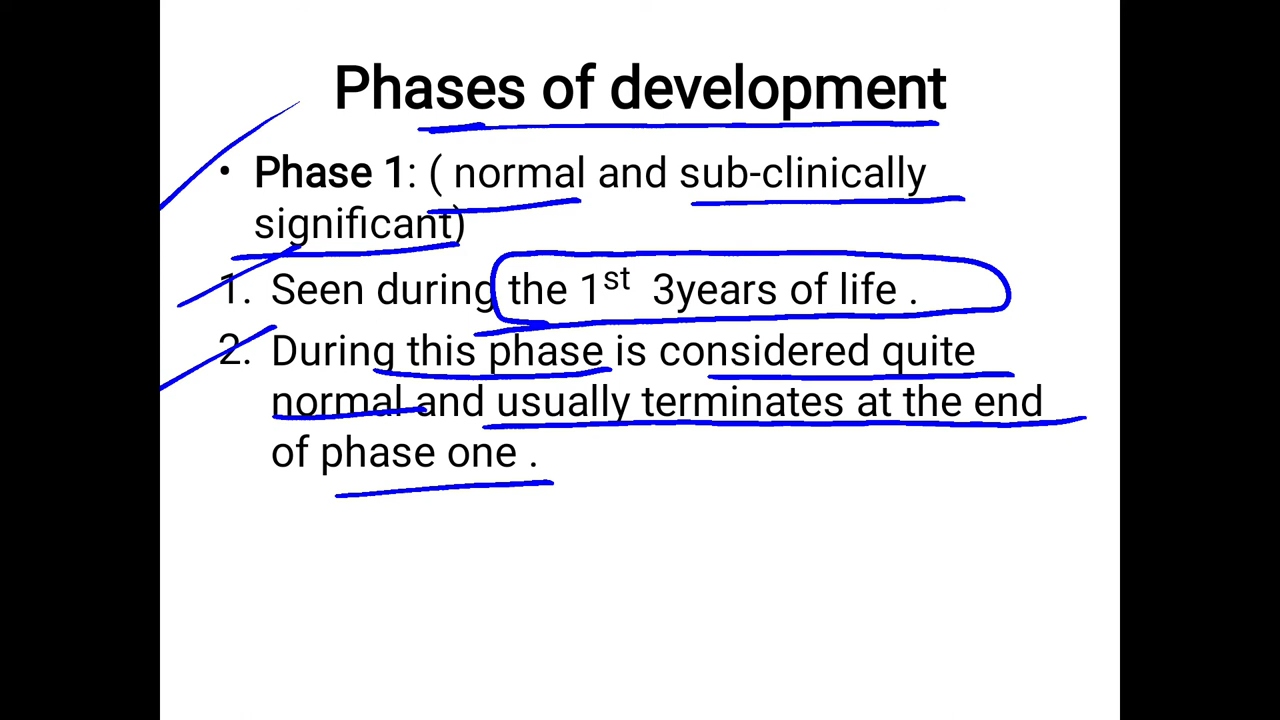 Phases of development
• Phase 1: ( normal and sub-clinically
significant)
1. Seen during the 1st 3years of life .
2. During this phase is considered quite
normal and usually terminates at the end
of phase one .